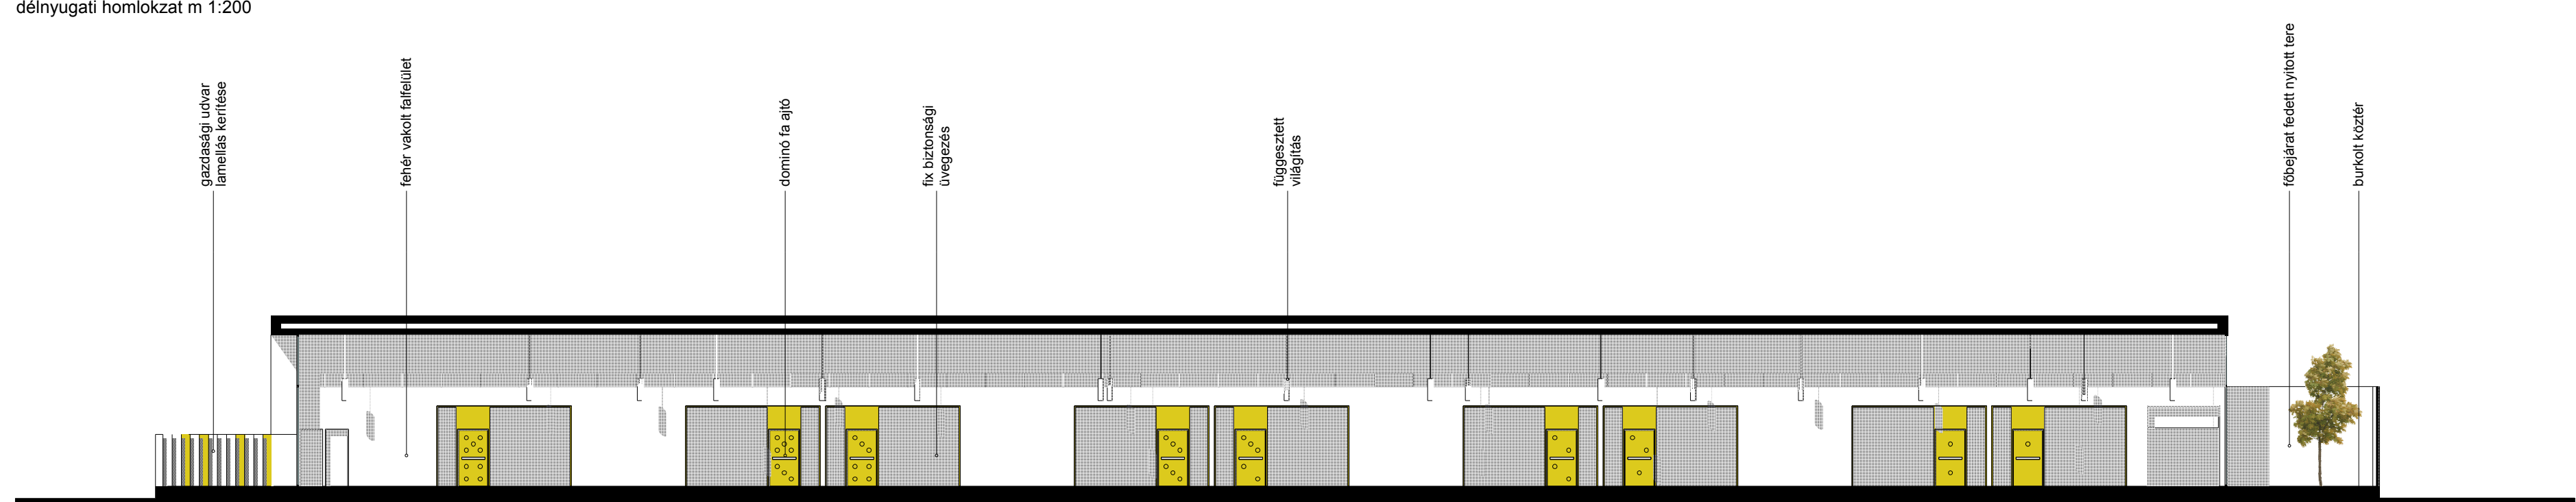 délnyugati homlokzat m 1:200
gazdasági udvar
lamellás kerítése
fehér vakolt falfelület
dominó fa ajtó
fix biztonsági
üvegezés
függesztett
világítás
főbejárat fedett nyitott tere
burkolt köztér